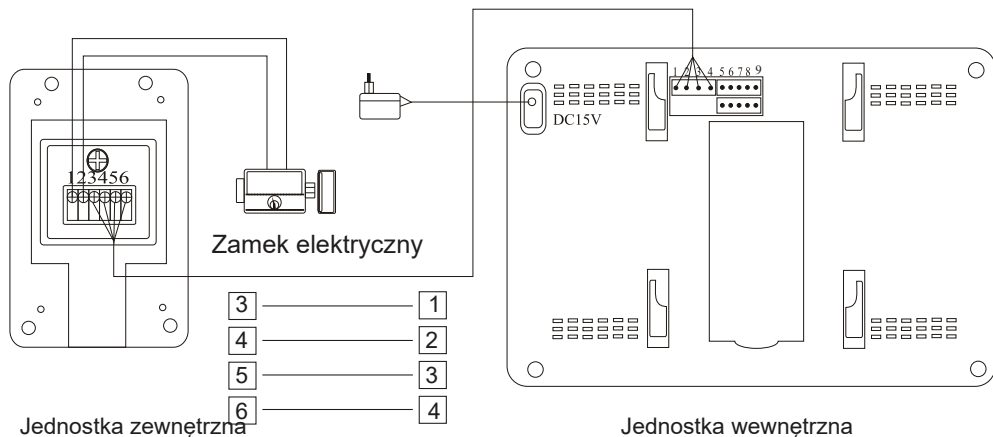 1 2 3 4 5 6 7 8 9
DC15V
123456
Zamek elektryczny
3 1
4 2
5 3
6 4
Jednostka zewnętrzna
Jednostka wewnętrzna